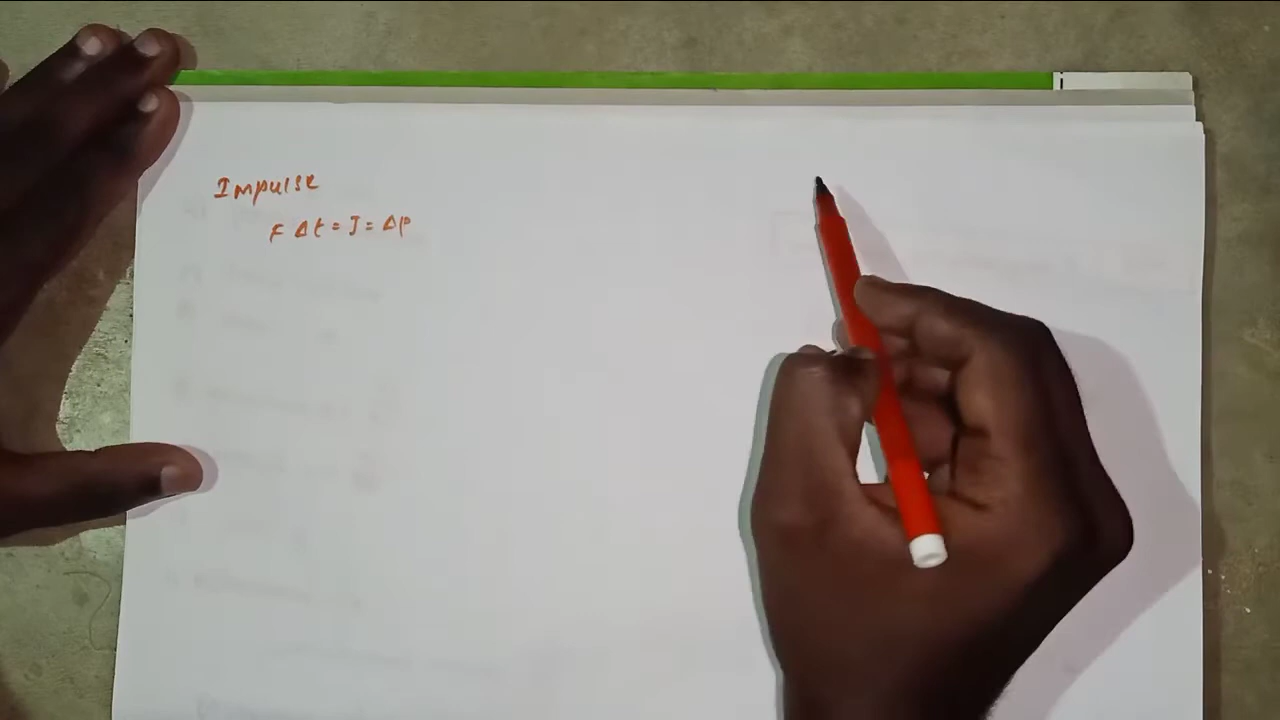 Impulse
F Δt = J = Δp